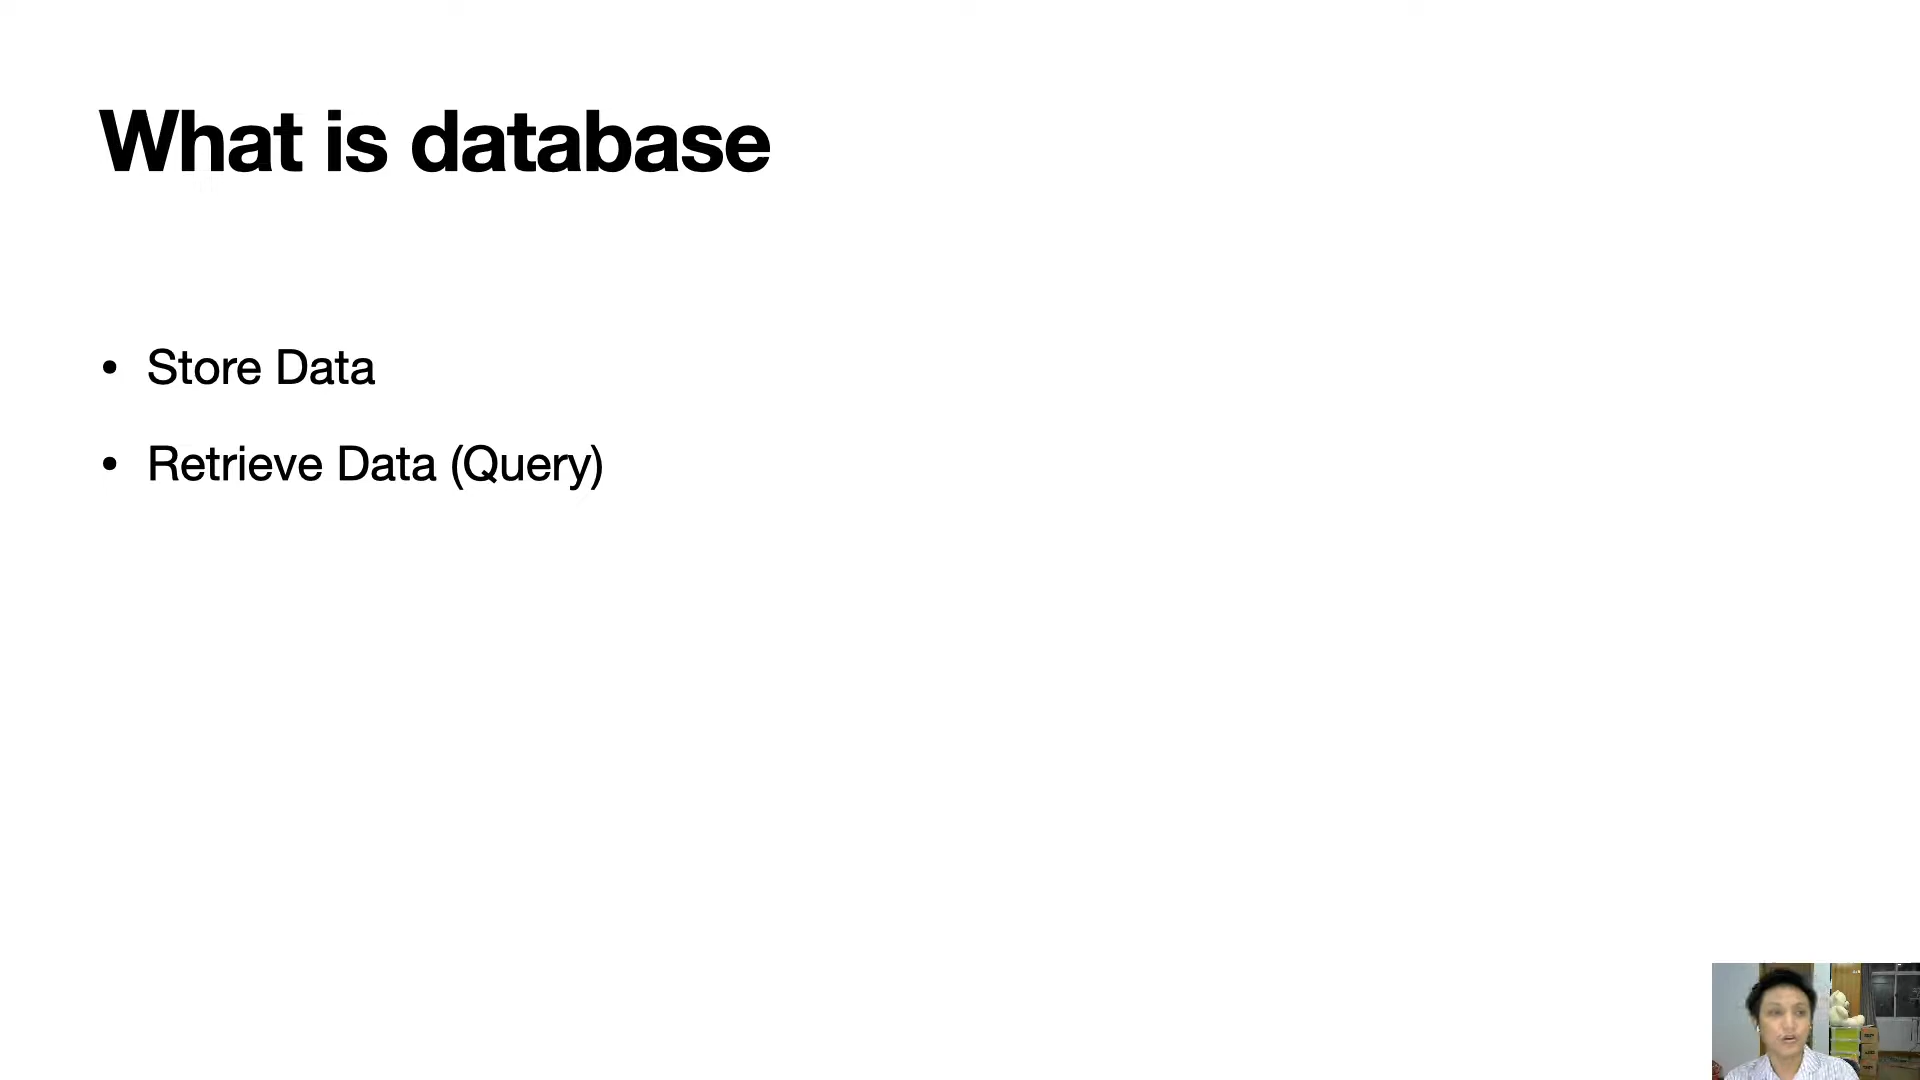 What is database
• Store Data
• Retrieve Data (Query)